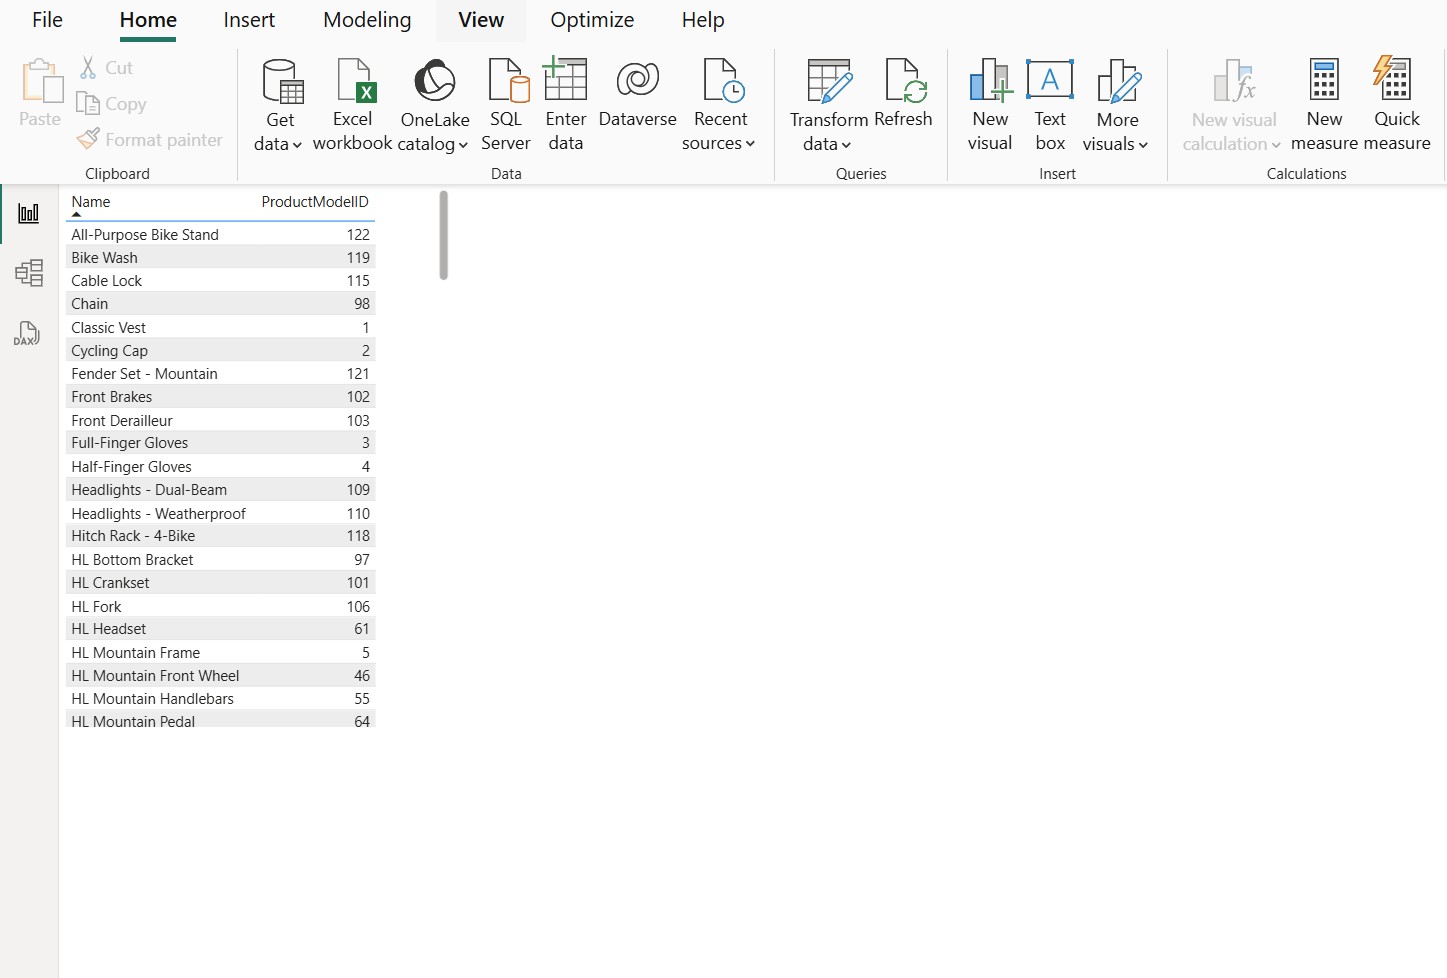 File Home Insert Modeling View Optimize Help
Paste
Cut
Copy
Format painter
Clipboard
Get data
Excel workbook
OneLake catalog
SQL Server
Enter data
Dataverse
Recent sources
Data
Transform data
Refresh
Queries
New visual
A
Text box
More visuals
Insert
fx
New visual calculation
New measure
Quick measure
Calculations
DAX
Name ProductModelID
All-Purpose Bike Stand 122
Bike Wash 119
Cable Lock 115
Chain 98
Classic Vest 1
Cycling Cap 2
Fender Set - Mountain 121
Front Brakes 102
Front Derailleur 103
Full-Finger Gloves 3
Half-Finger Gloves 4
Headlights - Dual-Beam 109
Headlights - Weatherproof 110
Hitch Rack - 4-Bike 118
HL Bottom Bracket 97
HL Crankset 101
HL Fork 106
HL Headset 61
HL Mountain Frame 5
HL Mountain Front Wheel 46
HL Mountain Handlebars 55
HL Mountain Pedal 64